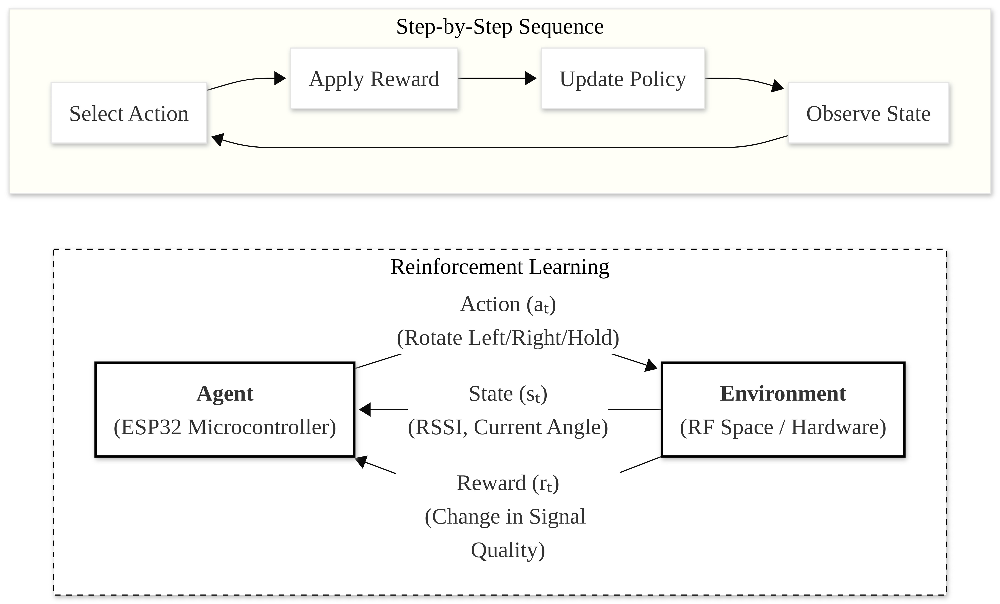 Step-by-Step Sequence
Select Action
Apply Reward
Update Policy
Observe State
Reinforcement Learning
Action (aₜ)
(Rotate Left/Right/Hold)
Agent
(ESP32 Microcontroller)
State (sₜ)
(RSSI, Current Angle)
Environment
(RF Space / Hardware)
Reward (rₜ)
(Change in Signal
Quality)